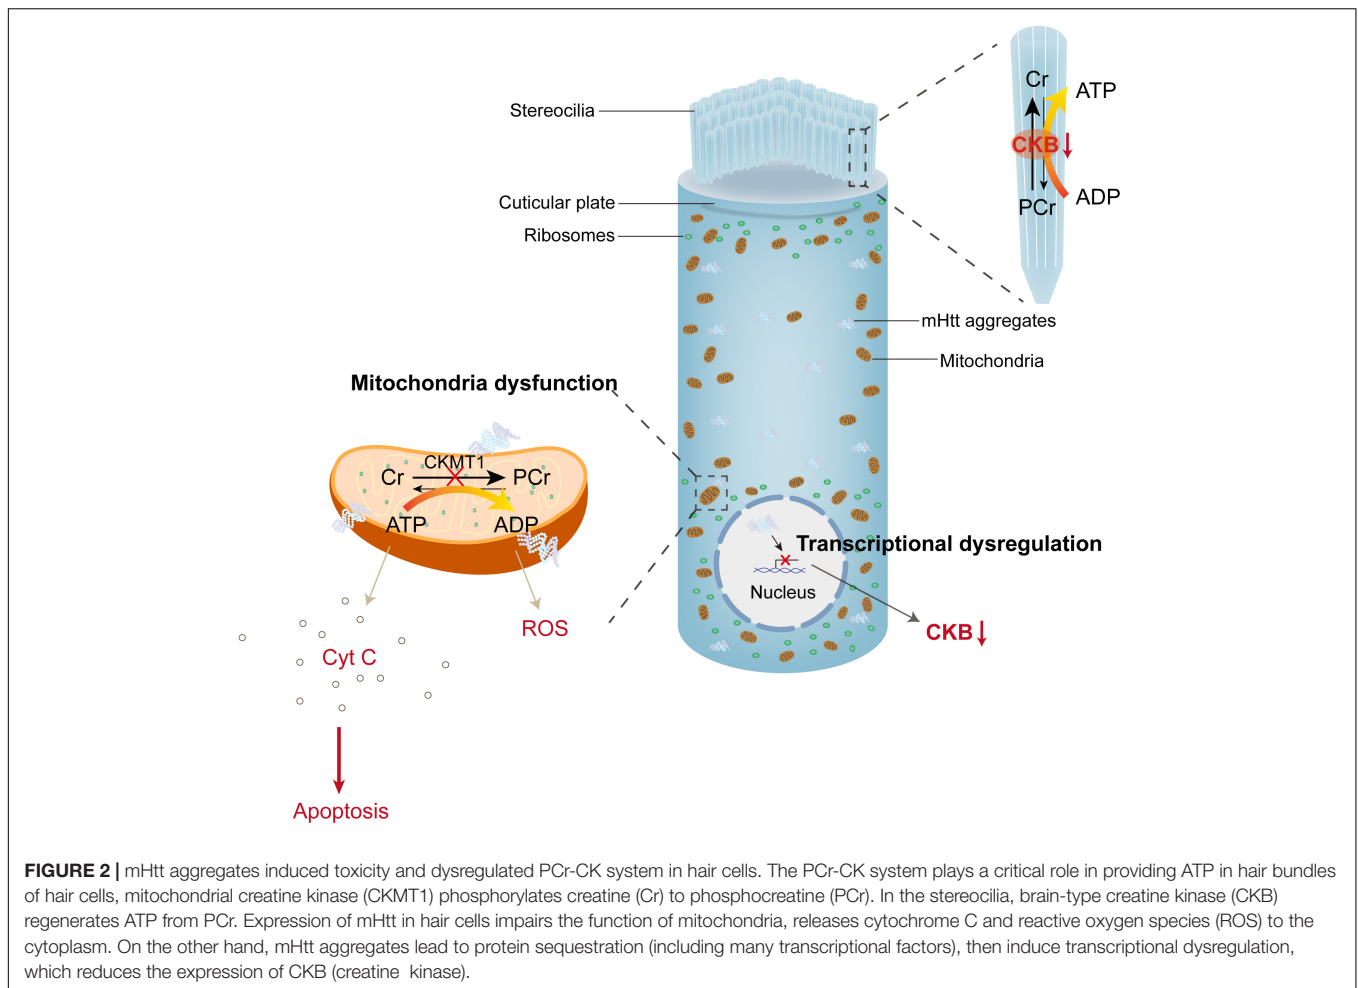 Stereocilia
Cuticular plate
Ribosomes
Cr
ATP
CKB
PCr
ADP
mHtt aggregates
Mitochondria
Mitochondria dysfunction
CKMT1
Cr
PCr
ATP
ADP
ROS
Cyt C
Apoptosis
Transcriptional dysregulation
Nucleus
CKB
FIGURE 2 | mHtt aggregates induced toxicity and dysregulated PCr-CK system in hair cells. The PCr-CK system plays a critical role in providing ATP in hair bundles
of hair cells, mitochondrial creatine kinase (CKMT1) phosphorylates creatine (Cr) to phosphocreatine (PCr). In the stereocilia, brain-type creatine kinase (CKB)
regenerates ATP from PCr. Expression of mHtt in hair cells impairs the function of mitochondria, releases cytochrome C and reactive oxygen species (ROS) to the
cytoplasm. On the other hand, mHtt aggregates lead to protein sequestration (including many transcriptional factors), then induce transcriptional dysregulation,
which reduces the expression of CKB (creatine kinase).